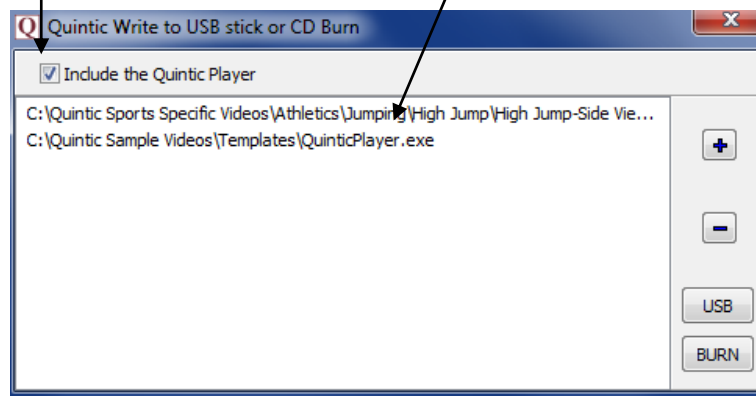 Quintic Write to USB stick or CD Burn
Include the Quintic Player
C:\Quintic Sports Specific Videos\Athletics\Jumping\High Jump\High Jump-Side Vie...
C:\Quintic Sample Videos\Templates\QuinticPlayer.exe
USB
BURN